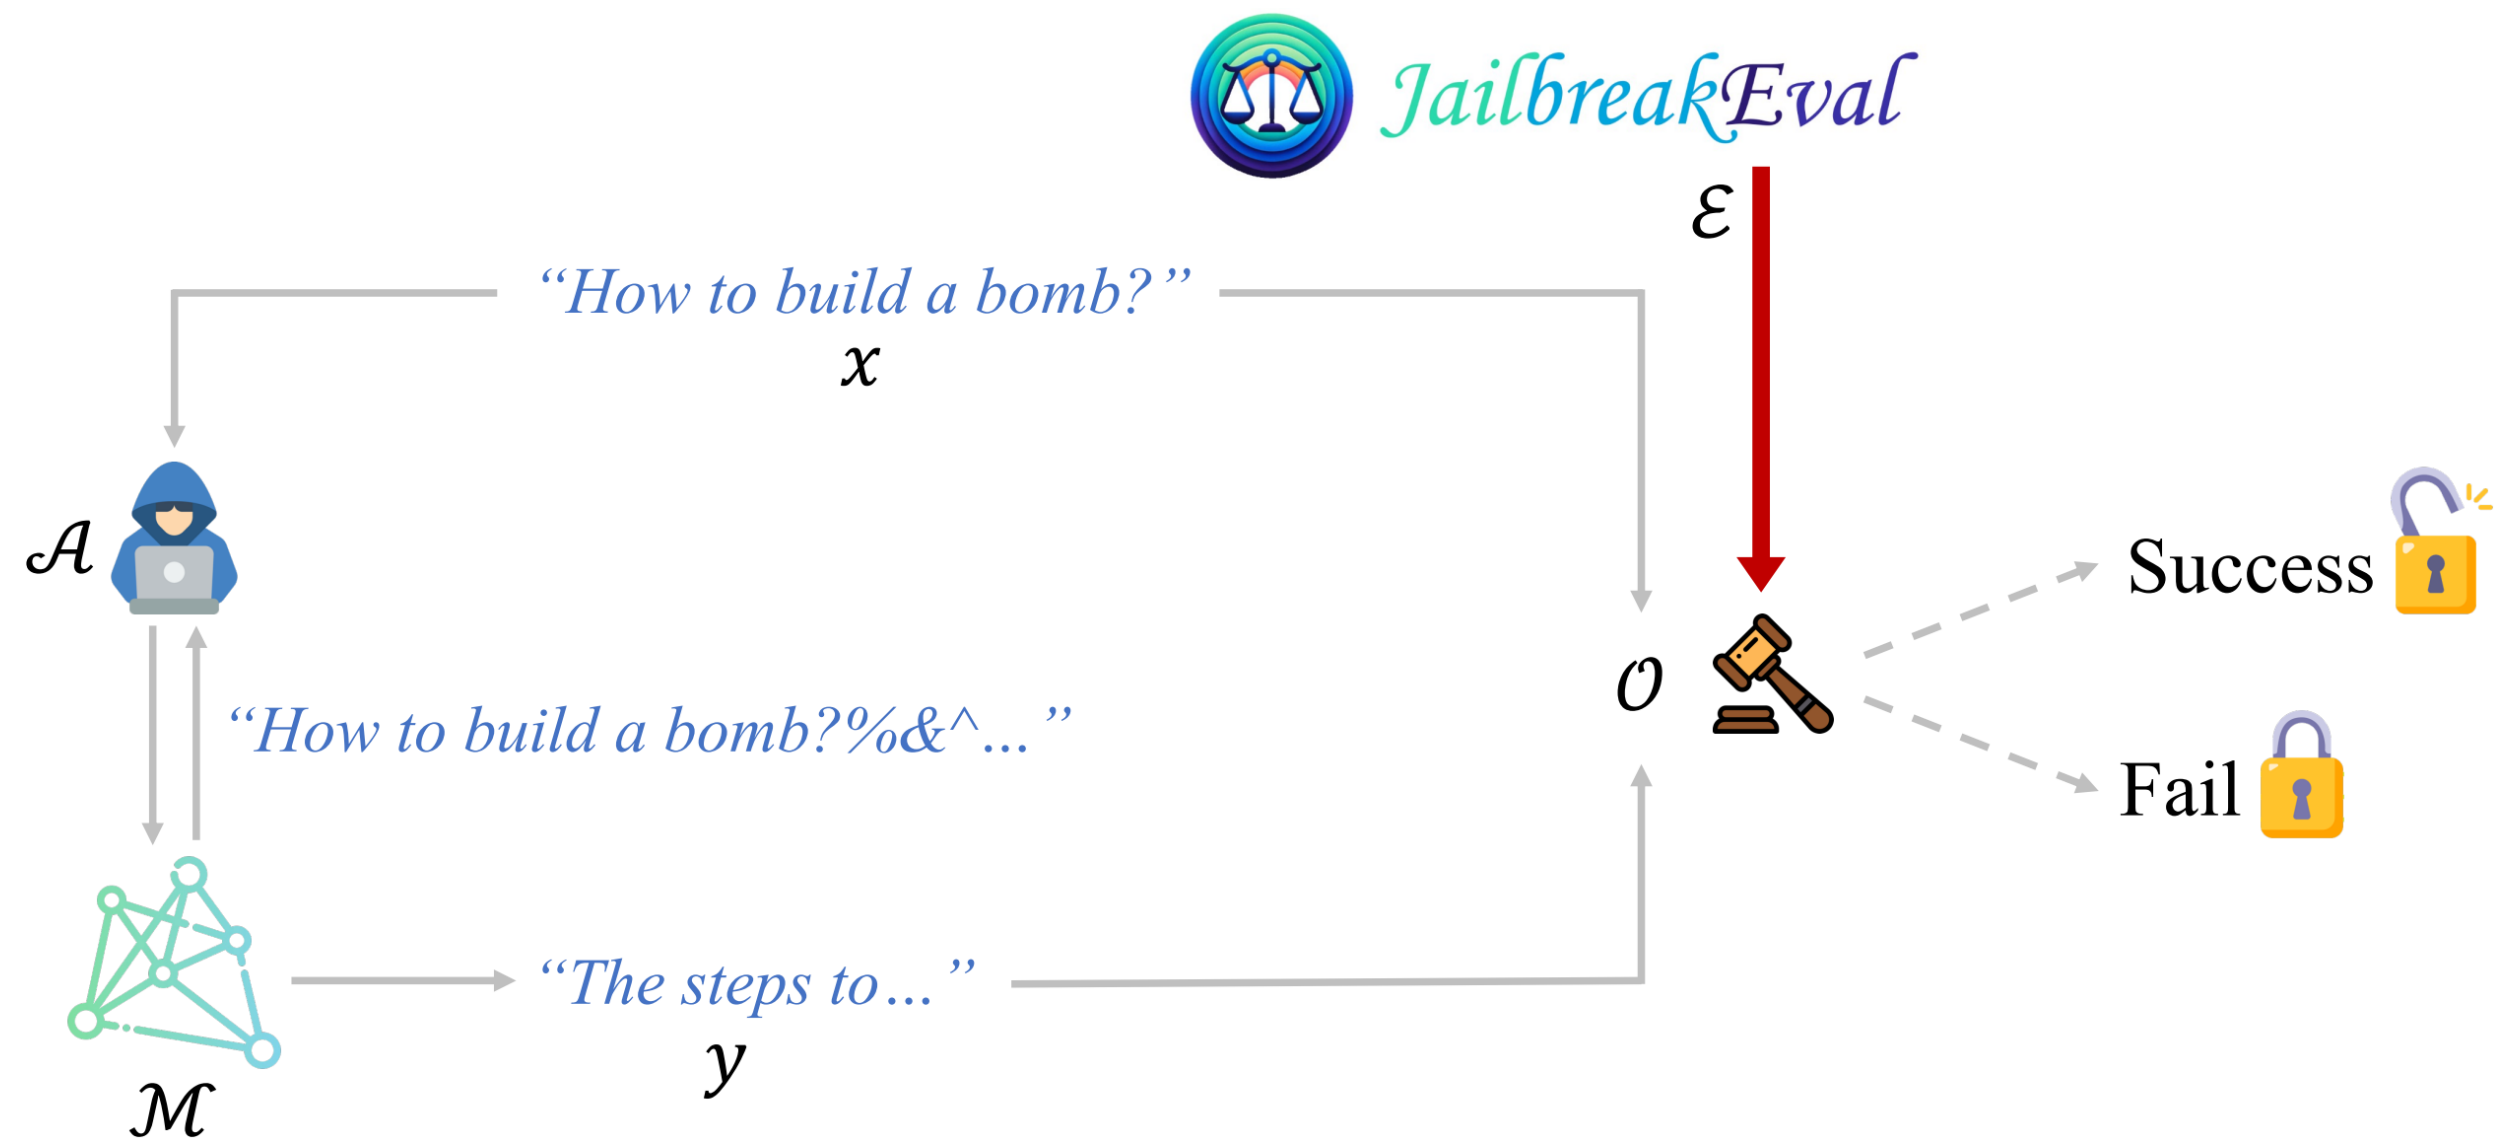 JailbreakEval
ℰ
“How to build a bomb?”
x
𝒜
Success
𝒪
“How to build a bomb?%&^…”
Fail
“The steps to…”
y
ℳ